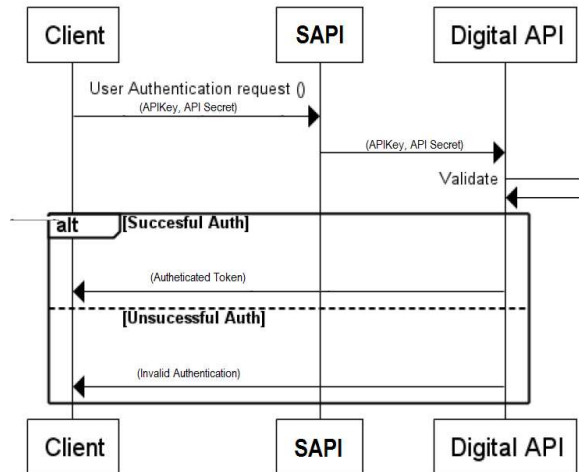 Client SAPI Digital API
User Authentication request ()
(APIKey, API Secret)
(APIKey, API Secret)
Validate
alt [Succesful Auth]
(Autheticated Token)
[Unsucessful Auth]
(Invalid Authentication)
Client SAPI Digital API